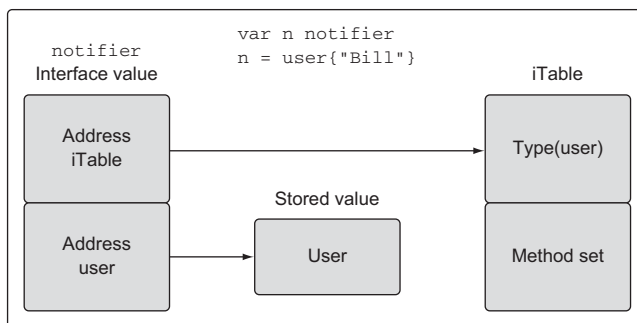 var n notifier
n = user{"Bill"}
notifier
Interface value
iTable
Address
iTable
Type(user)
Stored value
Address
user
User
Method set